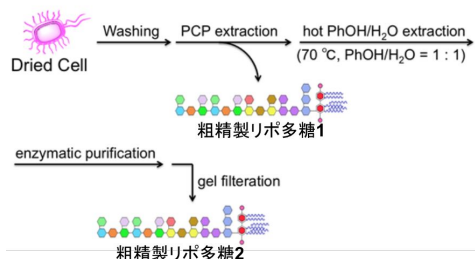 Washing
PCP extraction
hot PhOH/H₂O extraction
(70 ℃, PhOH/H₂O = 1 : 1)
Dried Cell
粗精製リポ多糖1
enzymatic purification
gel filteration
粗精製リポ多糖2